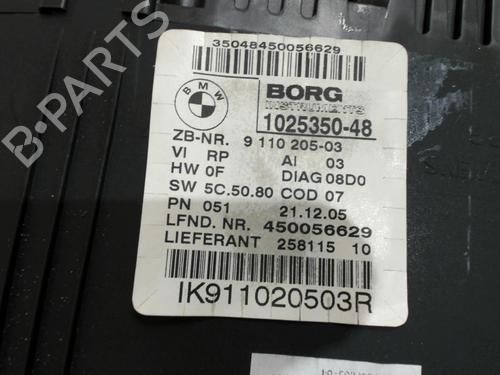 35048450056629
BMW
BORG
INSTRUMENTS
1025350-48
ZB-NR. 9 110 205-03
VI RP AI 03
HW 0F DIAG 08D0
SW 5C.50.80 COD 07
PN 051 21.12.05
LFND. NR. 450056629
LIEFERANT 258115 10
IK911020503R
B-PARTS